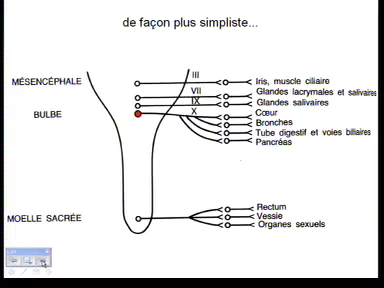 de façon plus simpliste...
MÉSENCÉPHALE
III
Iris, muscle ciliaire
VII
Glandes lacrymales et salivaires
IX
Glandes salivaires
BULBE
X
Cœur
Bronches
Tube digestif et voies biliaires
Pancréas
MOELLE SACRÉE
Rectum
Vessie
Organes sexuels